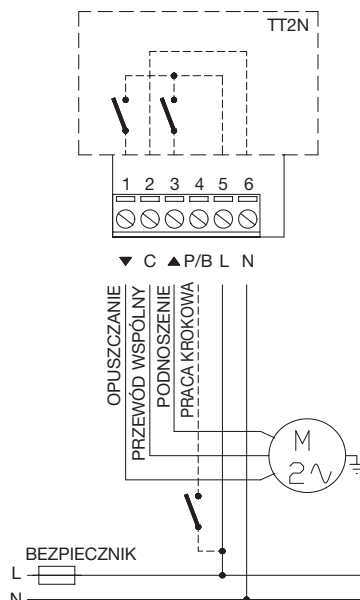 TT2N
1 2 3 4 5 6
▼ C ▲ P/B L N
OPUSZCZANIE
PRZEWÓD WSPÓLNY
PODNOSZENIE
PRACA KROKOWA
M
2∿
BEZPIECZNIK
L
N